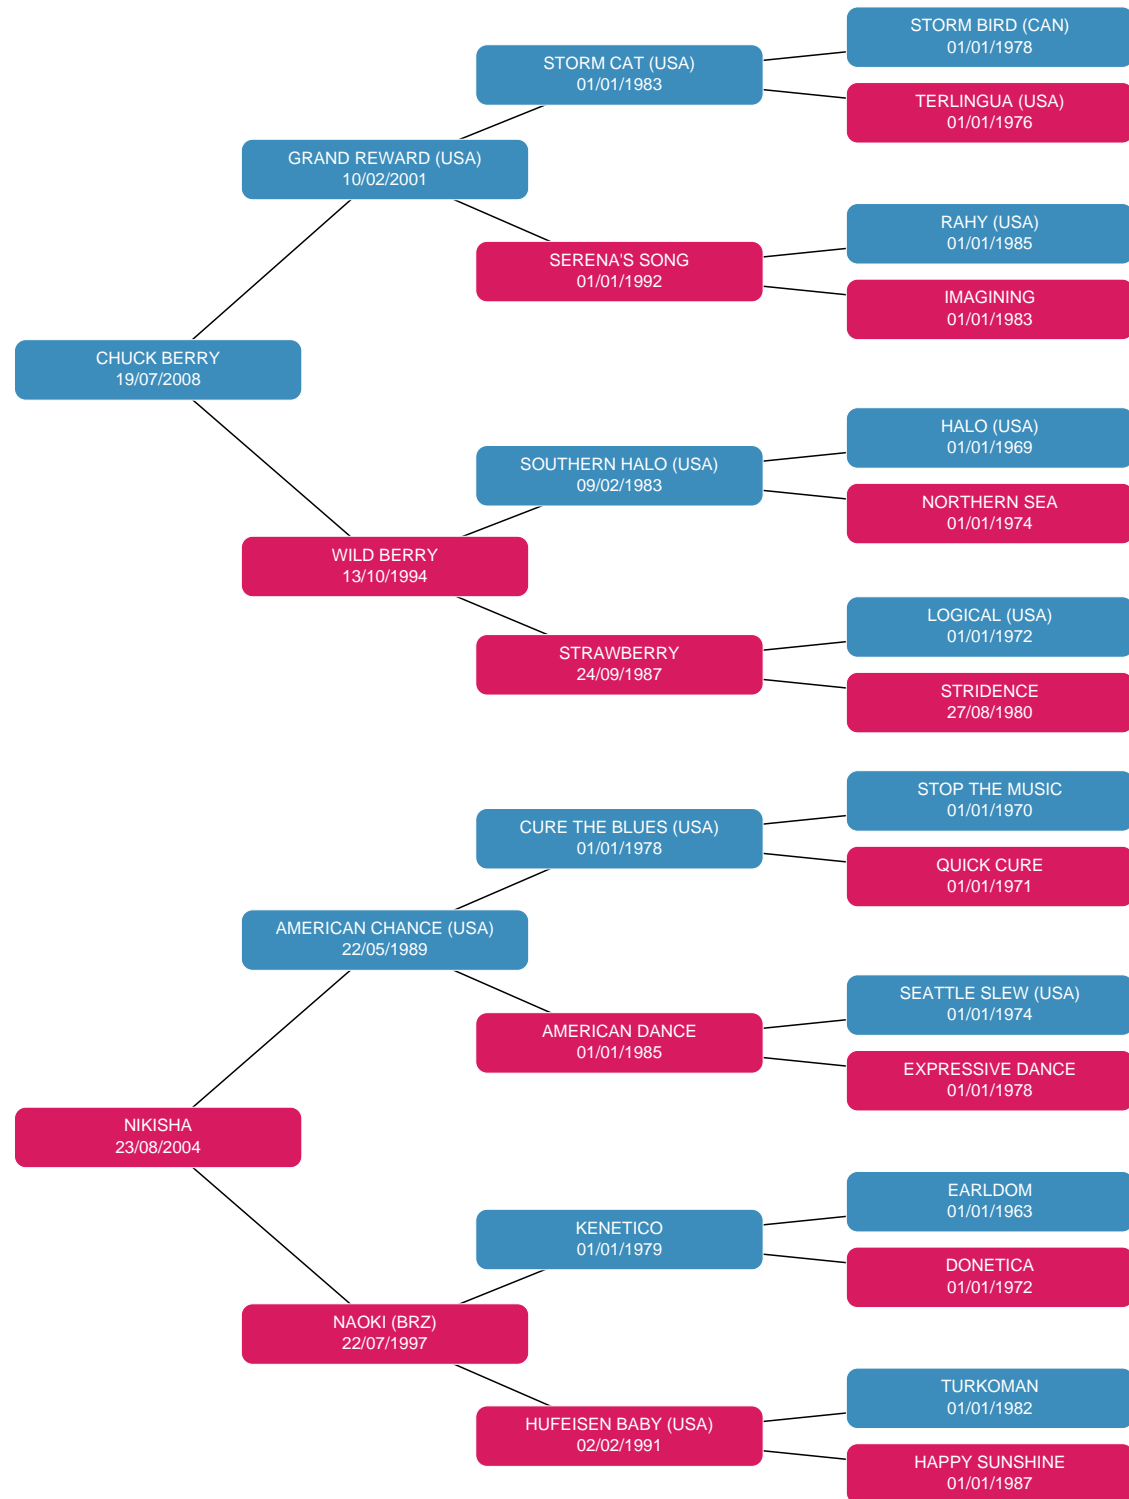 STORM BIRD (CAN)
01/01/1978
STORM CAT (USA)
01/01/1983
TERLINGUA (USA)
01/01/1976
GRAND REWARD (USA)
10/02/2001
RAHY (USA)
01/01/1985
SERENA'S SONG
01/01/1992
IMAGINING
01/01/1983
CHUCK BERRY
19/07/2008
HALO (USA)
01/01/1969
SOUTHERN HALO (USA)
09/02/1983
NORTHERN SEA
01/01/1974
WILD BERRY
13/10/1994
LOGICAL (USA)
01/01/1972
STRAWBERRY
24/09/1987
STRIDENCE
27/08/1980
STOP THE MUSIC
01/01/1970
CURE THE BLUES (USA)
01/01/1978
QUICK CURE
01/01/1971
AMERICAN CHANCE (USA)
22/05/1989
SEATTLE SLEW (USA)
01/01/1974
AMERICAN DANCE
01/01/1985
EXPRESSIVE DANCE
01/01/1978
NIKISHA
23/08/2004
EARLDOM
01/01/1963
KENETICO
01/01/1979
DONETICA
01/01/1972
NAOKI (BRZ)
22/07/1997
TURKOMAN
01/01/1982
HUFEISEN BABY (USA)
02/02/1991
HAPPY SUNSHINE
01/01/1987